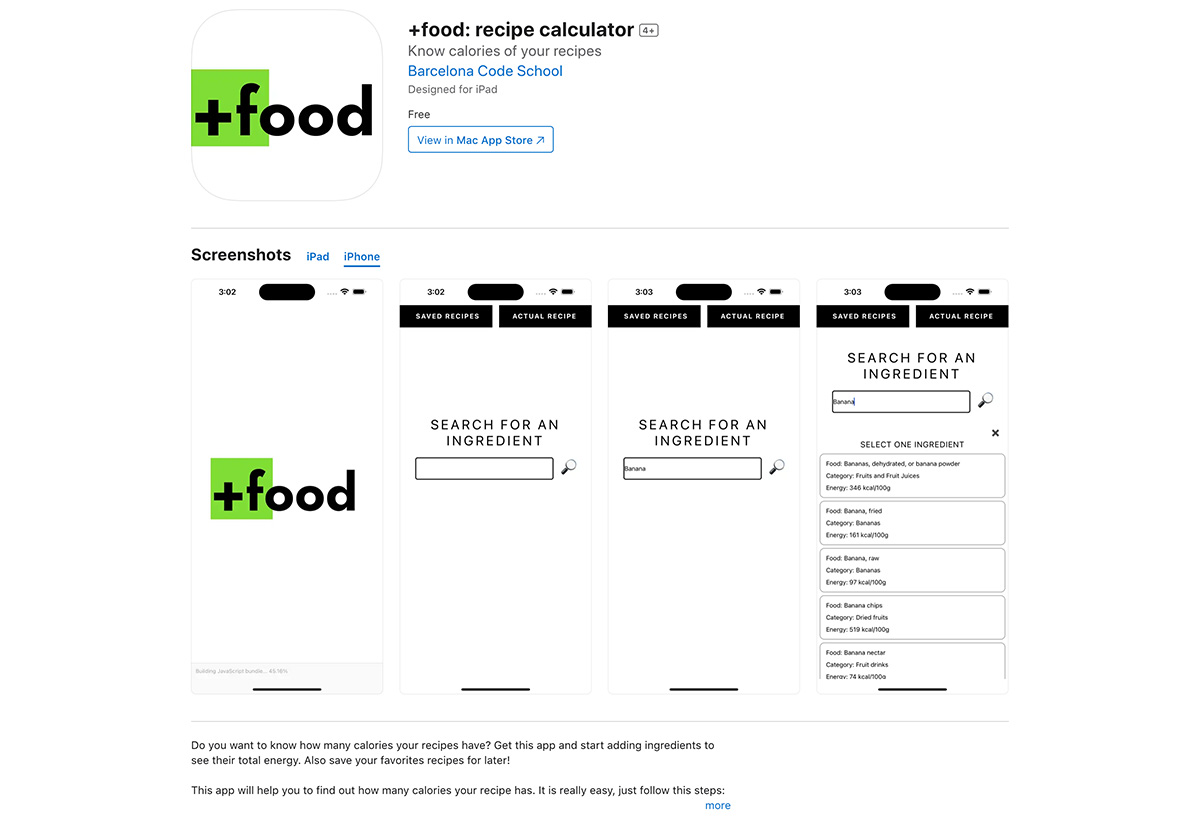 +food
+food: recipe calculator 4+
Know calories of your recipes
Barcelona Code School
Designed for iPad
Free
View in Mac App Store ↗
Screenshots iPad iPhone
3:02
+food
Building JavaScript bundle... 45.16%
3:02
SAVED RECIPES ACTUAL RECIPE
SEARCH FOR AN
INGREDIENT
3:03
SAVED RECIPES ACTUAL RECIPE
SEARCH FOR AN
INGREDIENT
Banana
3:03
SAVED RECIPES ACTUAL RECIPE
SEARCH FOR AN
INGREDIENT
Banana
SELECT ONE INGREDIENT
Food: Bananas, dehydrated, or banana powder
Category: Fruits and Fruit Juices
Energy: 346 kcal/100g
Food: Banana, fried
Category: Bananas
Energy: 161 kcal/100g
Food: Banana, raw
Category: Bananas
Energy: 97 kcal/100g
Food: Banana chips
Category: Dried fruits
Energy: 519 kcal/100g
Food: Banana nectar
Category: Fruit drinks
Energy: 74 kcal/100g
Do you want to know how many calories your recipes have? Get this app and start adding ingredients to
see their total energy. Also save your favorites recipes for later!
This app will help you to find out how many calories your recipe has. It is really easy, just follow this steps:
more